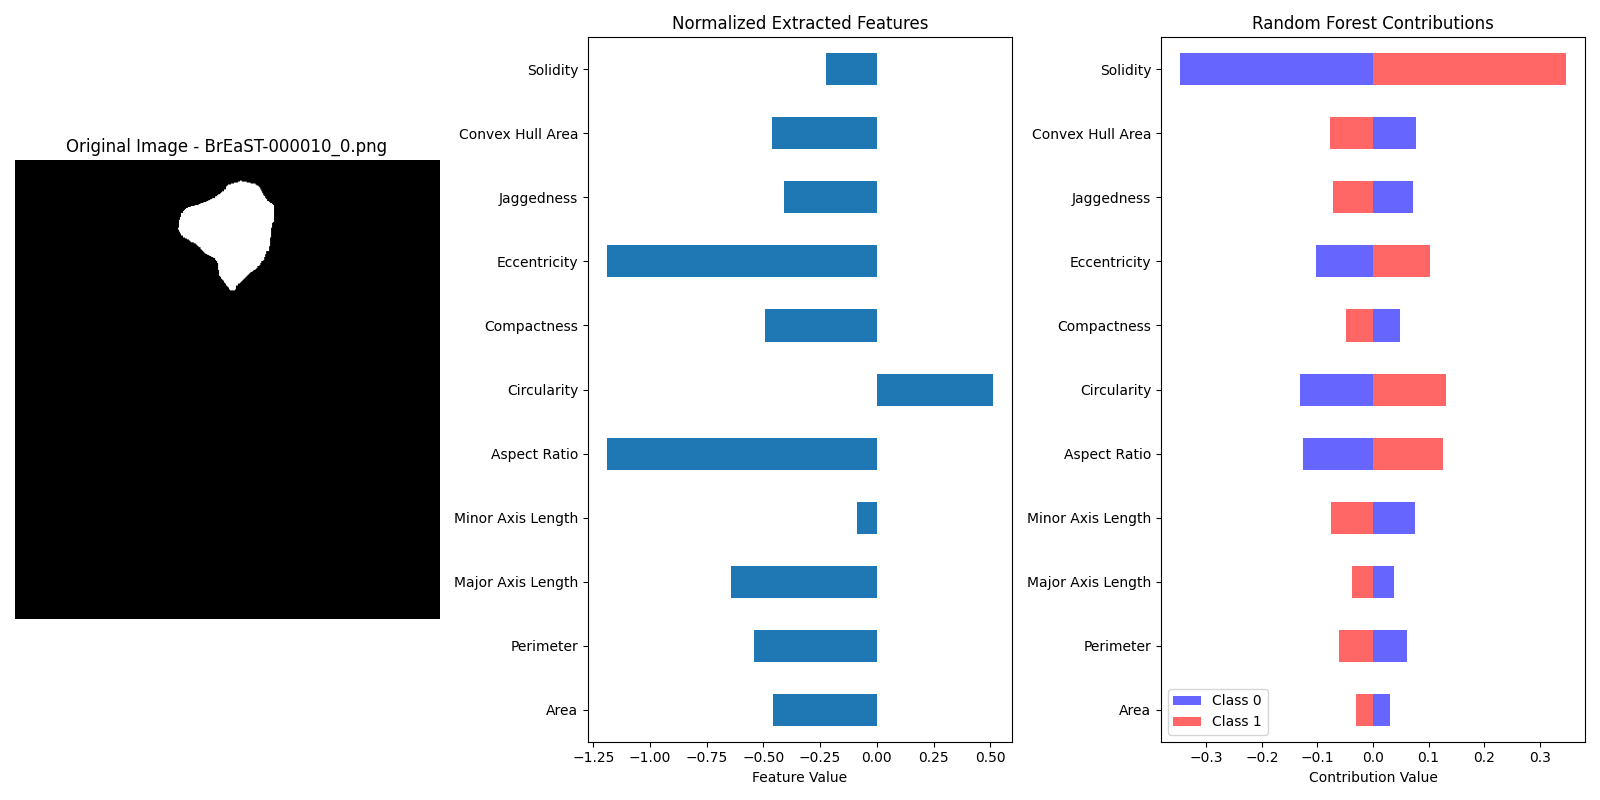 Original Image - BrEaST-000010_0.png
Normalized Extracted Features
Solidity
Convex Hull Area
Jaggedness
Eccentricity
Compactness
Circularity
Aspect Ratio
Minor Axis Length
Major Axis Length
Perimeter
Area
−1.25 −1.00 −0.75 −0.50 −0.25 0.00 0.25 0.50
Feature Value
Random Forest Contributions
Solidity
Convex Hull Area
Jaggedness
Eccentricity
Compactness
Circularity
Aspect Ratio
Minor Axis Length
Major Axis Length
Perimeter
Area
Class 0
Class 1
−0.3 −0.2 −0.1 0.0 0.1 0.2 0.3
Contribution Value